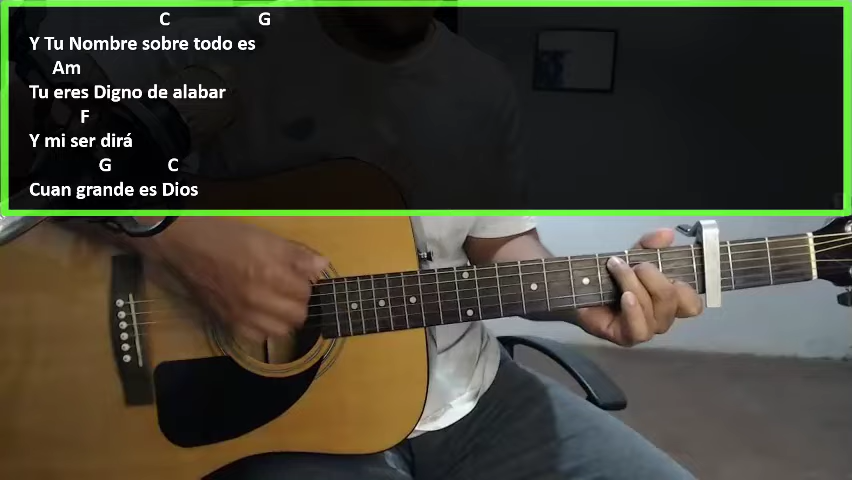 C G
Y Tu Nombre sobre todo es
Am
Tu eres Digno de alabar
F
Y mi ser dirá
G C
Cuan grande es Dios